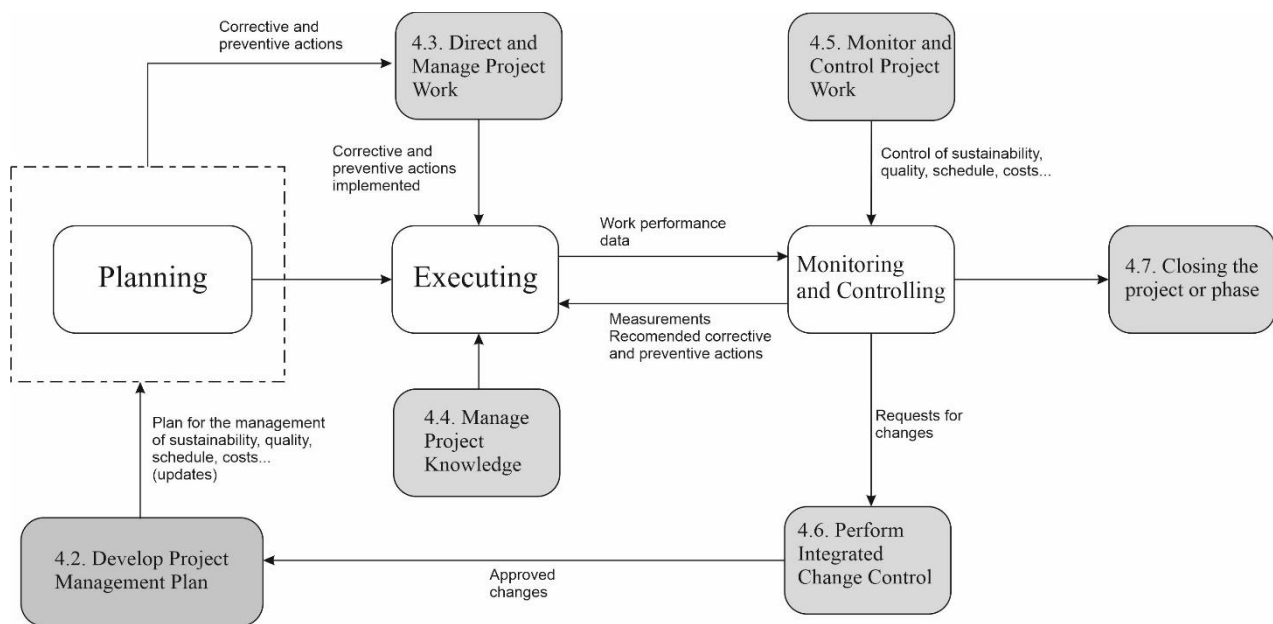 Corrective and
preventive actions
4.3. Direct and
Manage Project
Work
4.5. Monitor and
Control Project
Work
Corrective and
preventive actions
implemented
Control of sustainability,
quality, schedule, costs...
Planning
Executing
Work performance
data
Monitoring
and Controlling
4.7. Closing the
project or phase
Measurements
Recomended corrective
and preventive actions
Plan for the management
of sustainability, quality,
schedule, costs...
(updates)
4.4. Manage
Project
Knowledge
Requests for
changes
4.2. Develop Project
Management Plan
Approved
changes
4.6. Perform
Integrated
Change Control